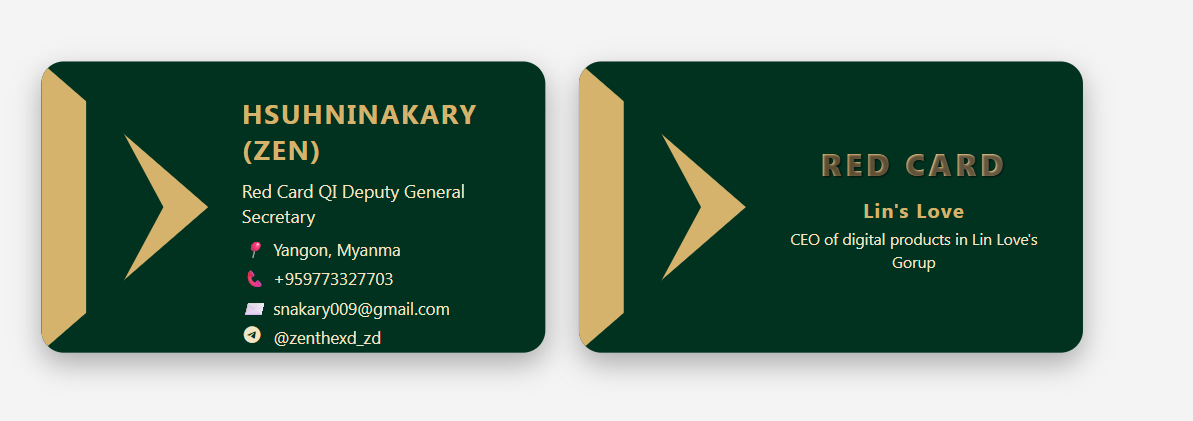 HSUHNINAKARY
(ZEN)
Red Card QI Deputy General
Secretary
Yangon, Myanma
+959773327703
snakary009@gmail.com
@zenthexd_zd
RED CARD
Lin's Love
CEO of digital products in Lin Love's
Gorup